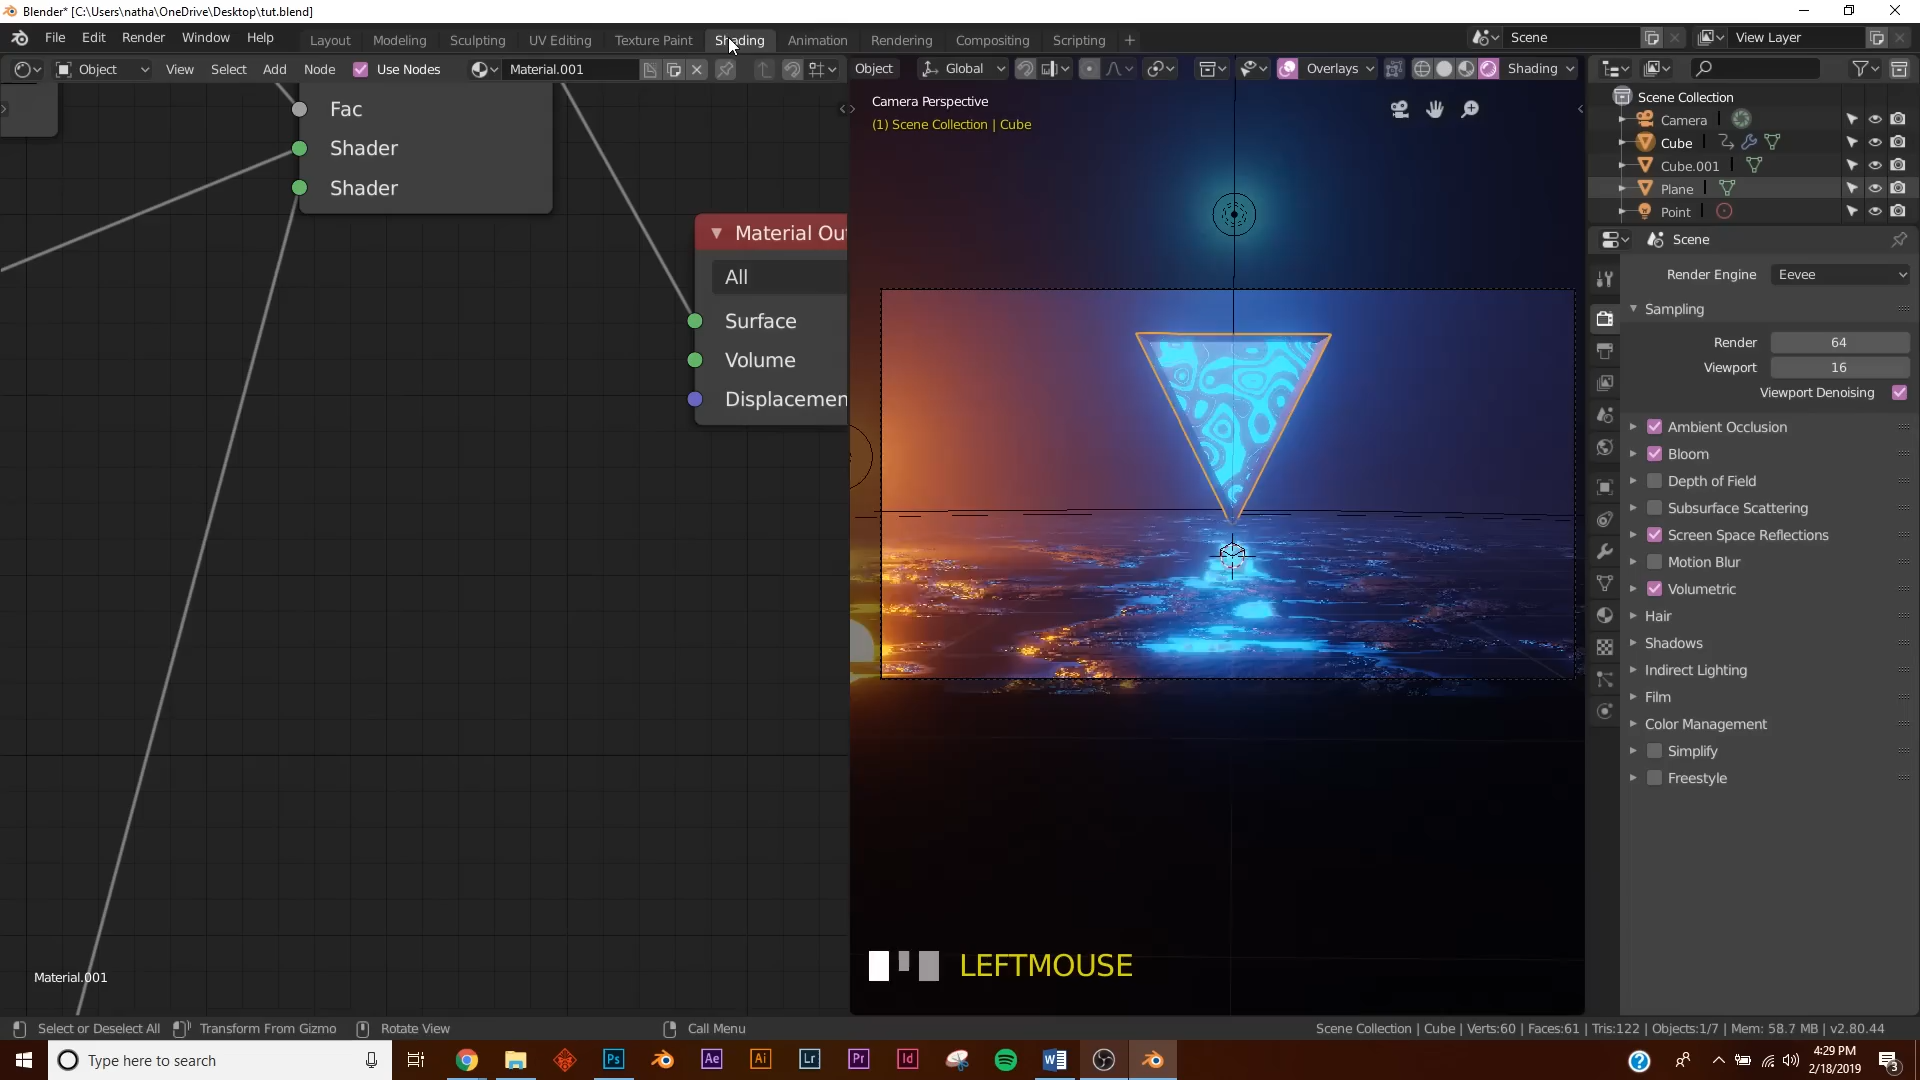 Blender* [C:\Users\natha\OneDrive\Desktop\tut.blend]
File Edit Render Window Help
Layout Modeling Sculpting UV Editing Texture Paint Shading Animation Rendering Compositing Scripting +
Scene
View Layer
Object View Select Add Node Use Nodes Material.001
Object Global Overlays Shading
Fac
Shader
Shader
Material Ou
All
Surface
Volume
Displacemen
Material.001
Camera Perspective
(1) Scene Collection | Cube
LEFTMOUSE
Scene Collection
Camera
Cube
Cube.001
Plane
Point
Scene
Render Engine Eevee
Sampling
Render 64
Viewport 16
Viewport Denoising
Ambient Occlusion
Bloom
Depth of Field
Subsurface Scattering
Screen Space Reflections
Motion Blur
Volumetric
Hair
Shadows
Indirect Lighting
Film
Color Management
Simplify
Freestyle
Select or Deselect All Transform From Gizmo Rotate View Call Menu
Scene Collection | Cube | Verts:60 | Faces:61 | Tris:122 | Objects:1/7 | Mem: 58.7 MB | v2.80.44
Type here to search
Ps
Ae
Ai
Lr
Pr
Id
4:29 PM
2/18/2019
3